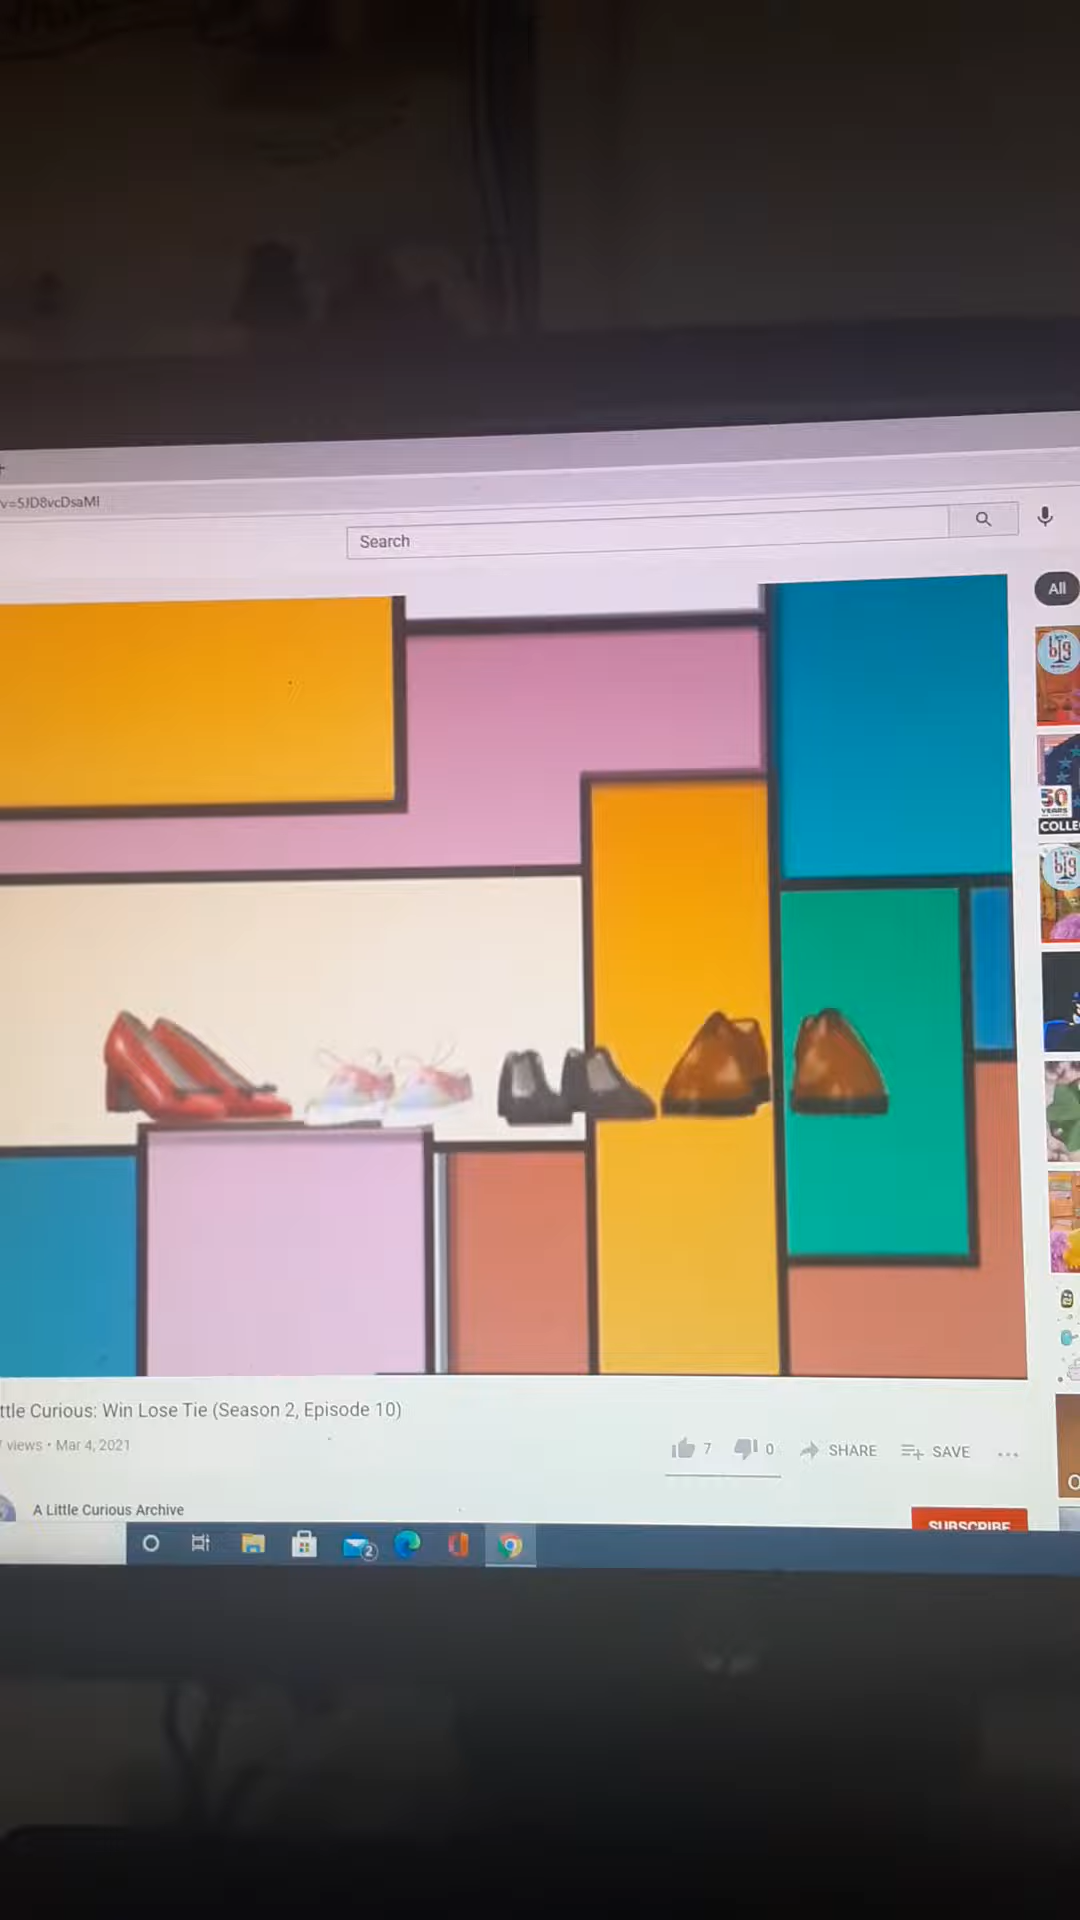 v=5JD8vcDsaMI
Search
All
big
50
YEARS
COLLE
big
ttle Curious: Win Lose Tie (Season 2, Episode 10)
views • Mar 4, 2021
7
0
SHARE
SAVE
A Little Curious Archive
SUBSCRIBE
2